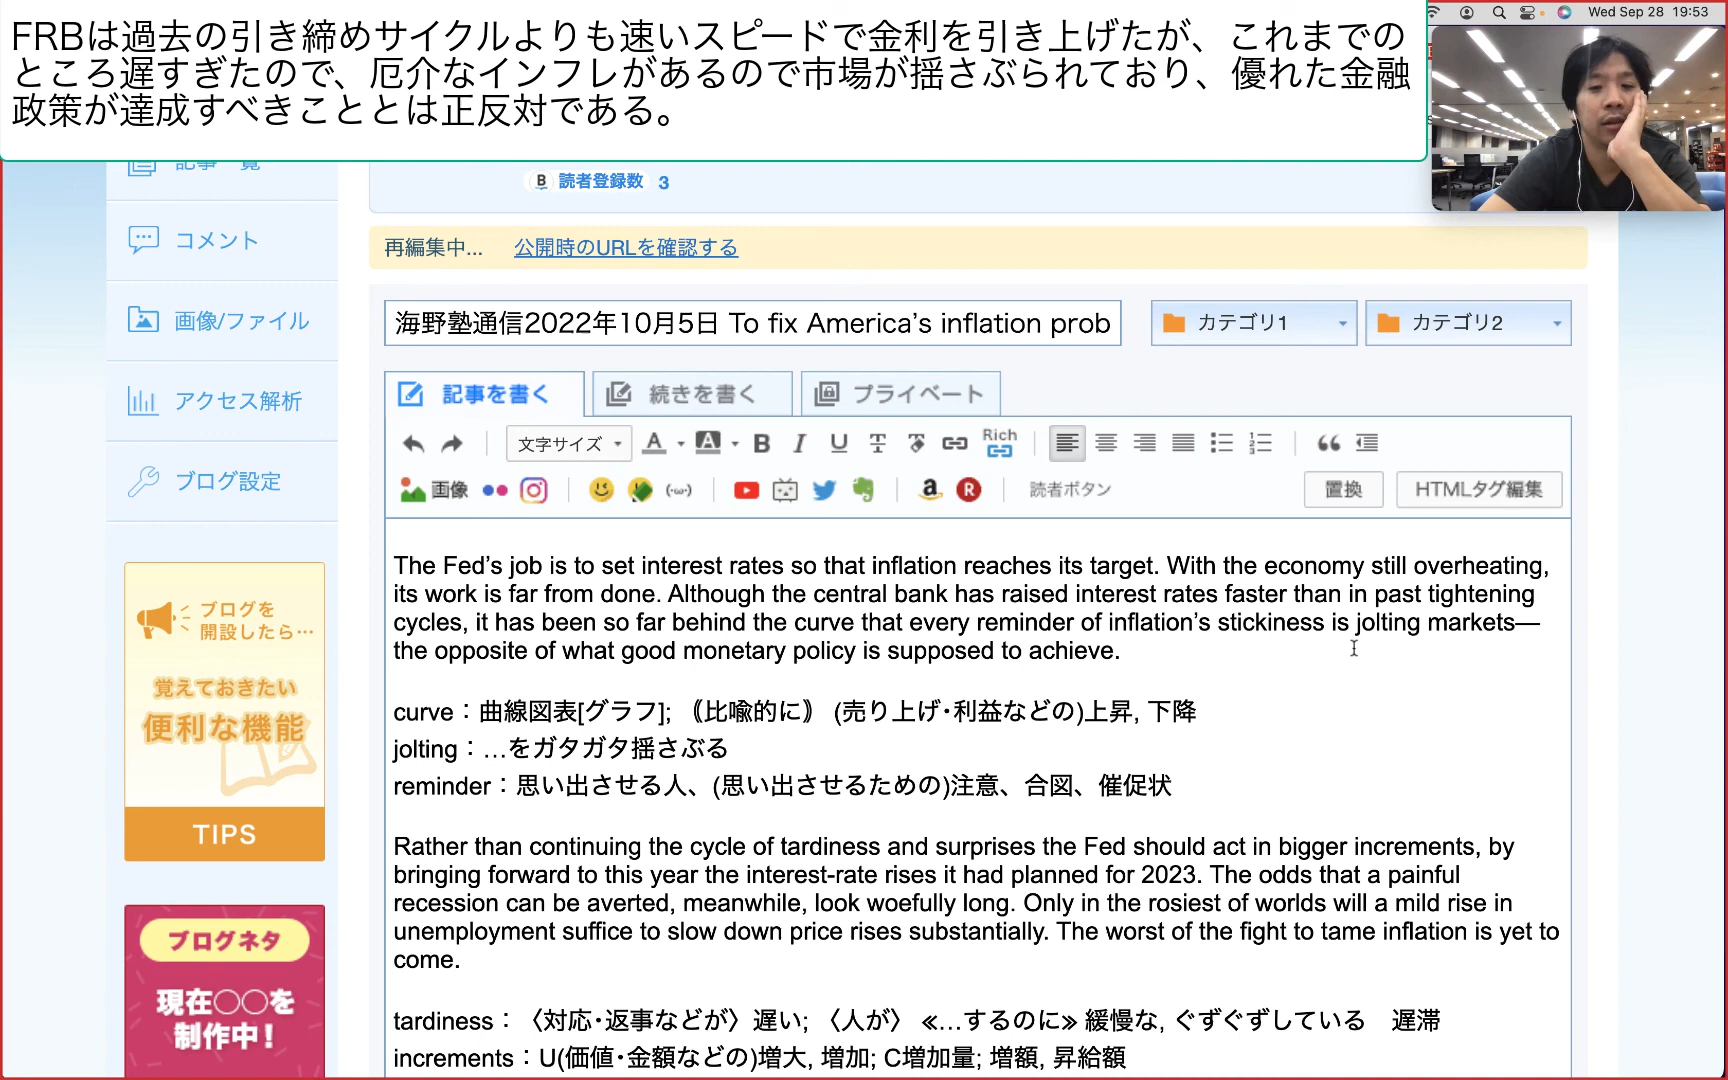 FRBは過去の引き締めサイクルよりも速いスピードで金利を引き上げたが、これまでの
ところ遅すぎたので、厄介なインフレがあるので市場が揺さぶられており、優れた金融
政策が達成すべきこととは正反対である。
Wed Sep 28 19:53
記事一覧
B 読者登録数 3
コメント
再編集中... 公開時のURLを確認する
画像/ファイル
海野塾通信2022年10月5日 To fix America's inflation prob
カテゴリ1
カテゴリ2
アクセス解析
記事を書く
続きを書く
プライベート
ブログ設定
文字サイズ
Rich
画像
読者ボタン
置換
HTMLタグ編集
The Fed's job is to set interest rates so that inflation reaches its target. With the economy still overheating,
its work is far from done. Although the central bank has raised interest rates faster than in past tightening
cycles, it has been so far behind the curve that every reminder of inflation's stickiness is jolting markets—
the opposite of what good monetary policy is supposed to achieve.
curve：曲線図表[グラフ]; 《比喩的に》 (売り上げ・利益などの)上昇, 下降
jolting：…をガタガタ揺さぶる
reminder：思い出させる人、(思い出させるための)注意、合図、催促状
Rather than continuing the cycle of tardiness and surprises the Fed should act in bigger increments, by
bringing forward to this year the interest-rate rises it had planned for 2023. The odds that a painful
recession can be averted, meanwhile, look woefully long. Only in the rosiest of worlds will a mild rise in
unemployment suffice to slow down price rises substantially. The worst of the fight to tame inflation is yet to
come.
tardiness：〈対応・返事などが〉遅い; 〈人が〉 ≪…するのに≫ 緩慢な, ぐずぐずしている　遅滞
increments：U(価値・金額などの)増大, 増加; C増加量; 増額, 昇給額
ブログを
開設したら…
覚えておきたい
便利な機能
TIPS
ブログネタ
現在○○を
制作中！